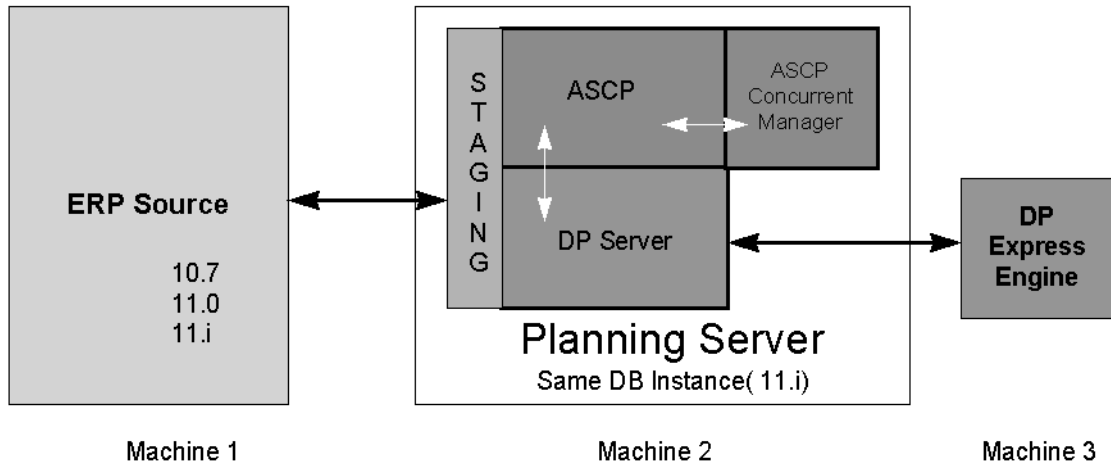 ERP Source
10.7
11.0
11.i
STAGING
ASCP
ASCP
Concurrent
Manager
DP Server
Planning Server
Same DB Instance( 11.i)
DP
Express
Engine
Machine 1
Machine 2
Machine 3